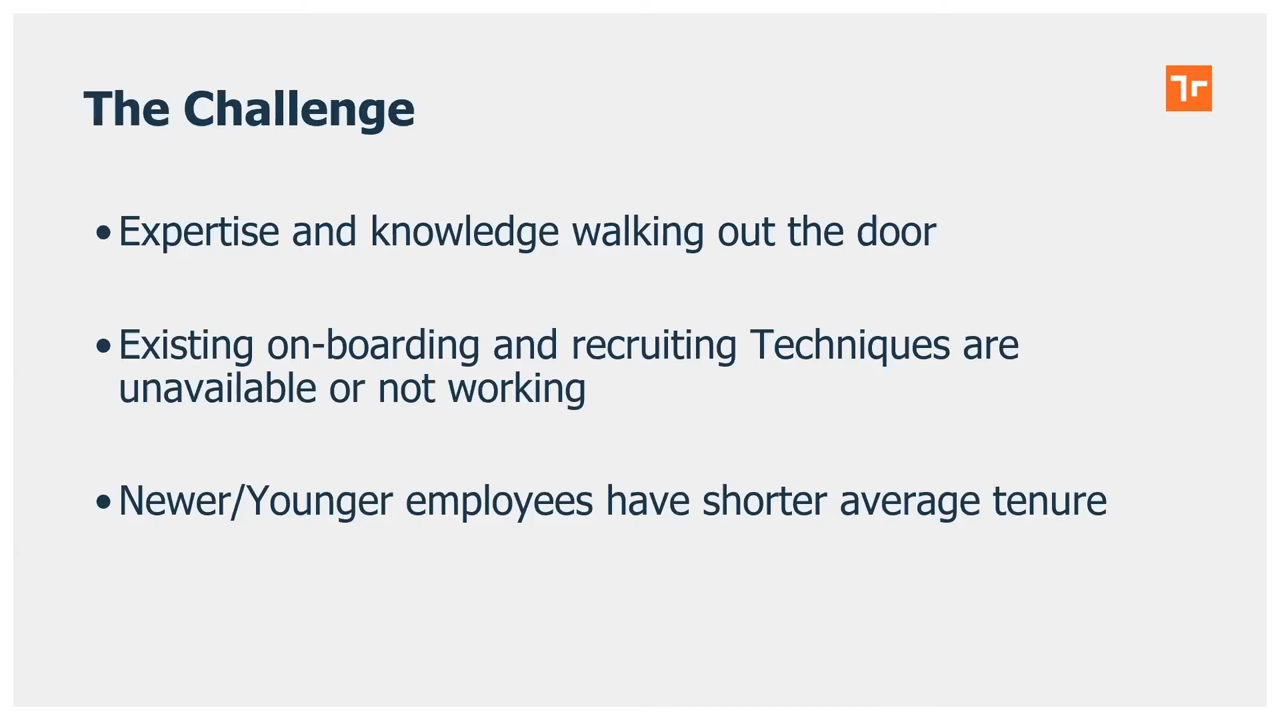 The Challenge
•Expertise and knowledge walking out the door
•Existing on-boarding and recruiting Techniques are
unavailable or not working
•Newer/Younger employees have shorter average tenure